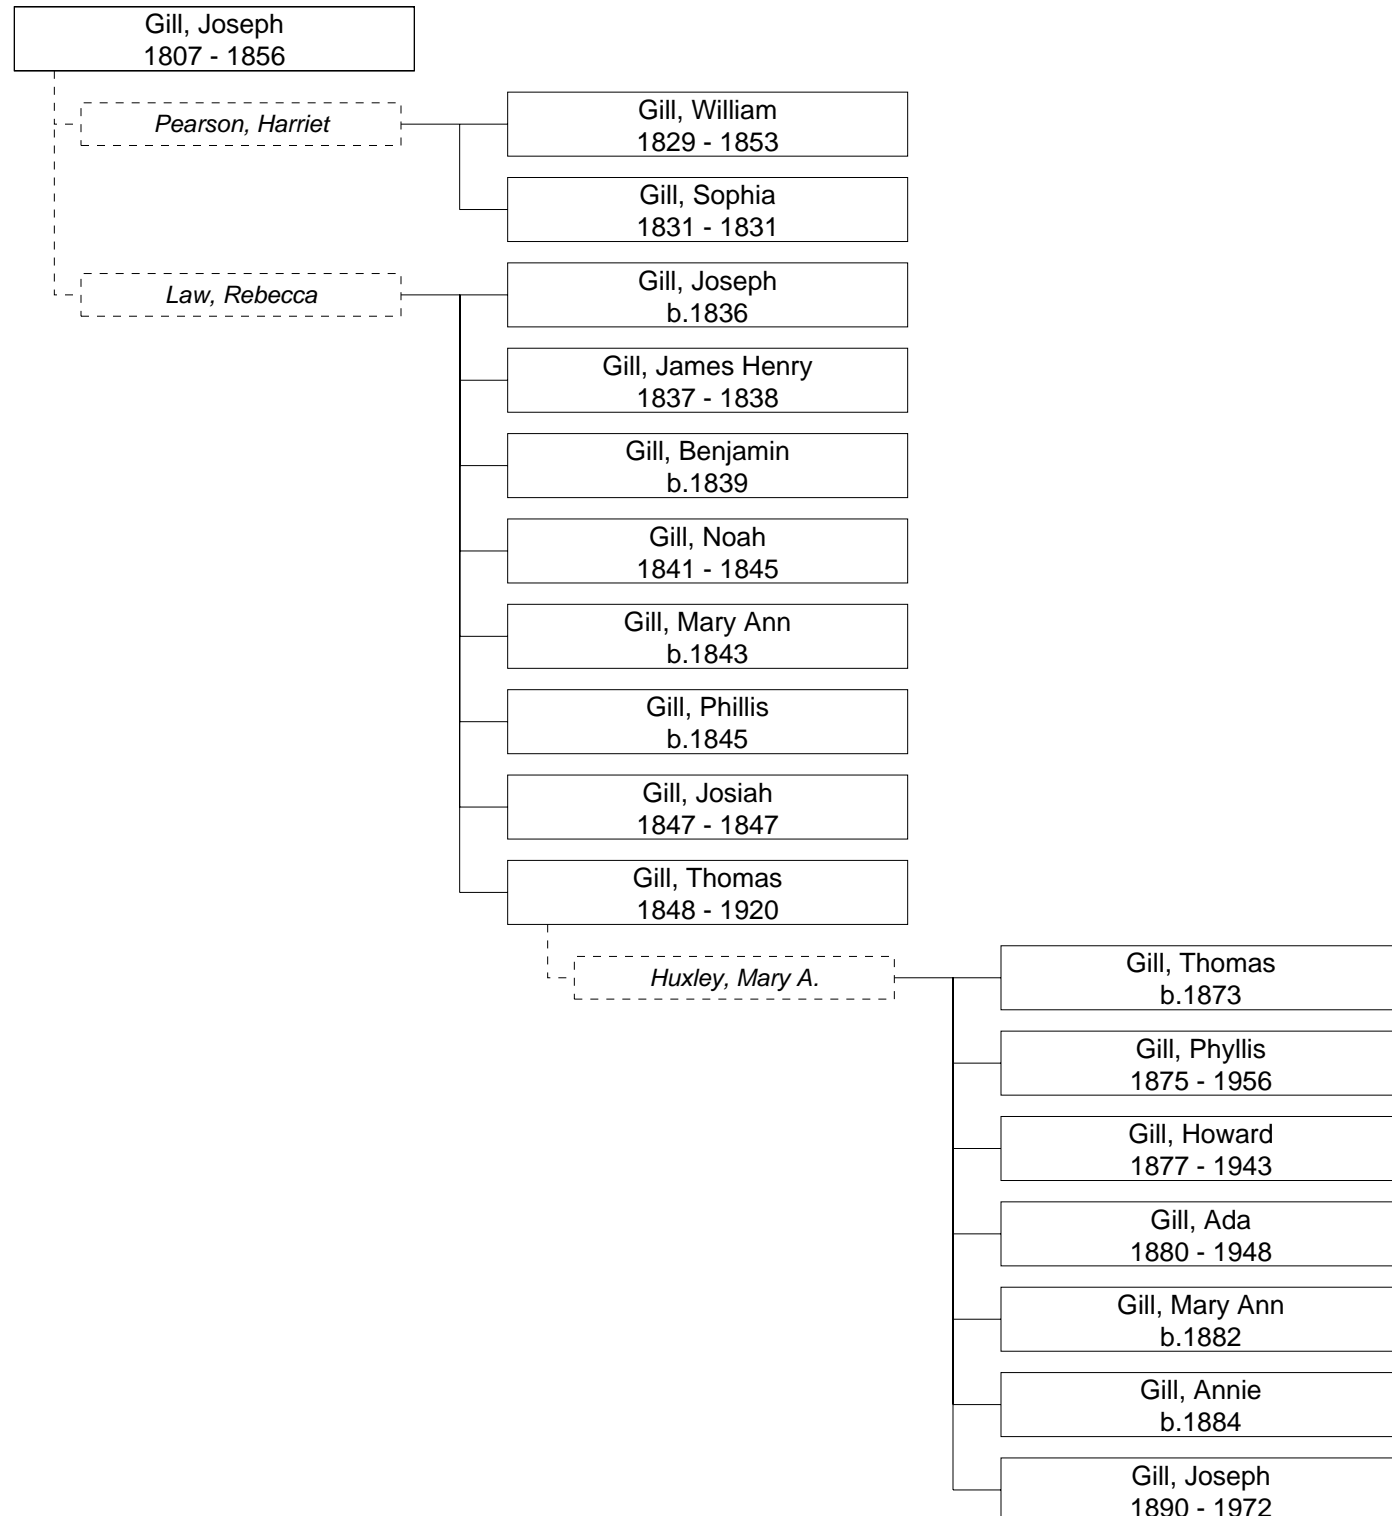 Gill, Joseph
1807 - 1856
Pearson, Harriet
Gill, William
1829 - 1853
Gill, Sophia
1831 - 1831
Law, Rebecca
Gill, Joseph
b.1836
Gill, James Henry
1837 - 1838
Gill, Benjamin
b.1839
Gill, Noah
1841 - 1845
Gill, Mary Ann
b.1843
Gill, Phillis
b.1845
Gill, Josiah
1847 - 1847
Gill, Thomas
1848 - 1920
Huxley, Mary A.
Gill, Thomas
b.1873
Gill, Phyllis
1875 - 1956
Gill, Howard
1877 - 1943
Gill, Ada
1880 - 1948
Gill, Mary Ann
b.1882
Gill, Annie
b.1884
Gill, Joseph
1890 - 1972